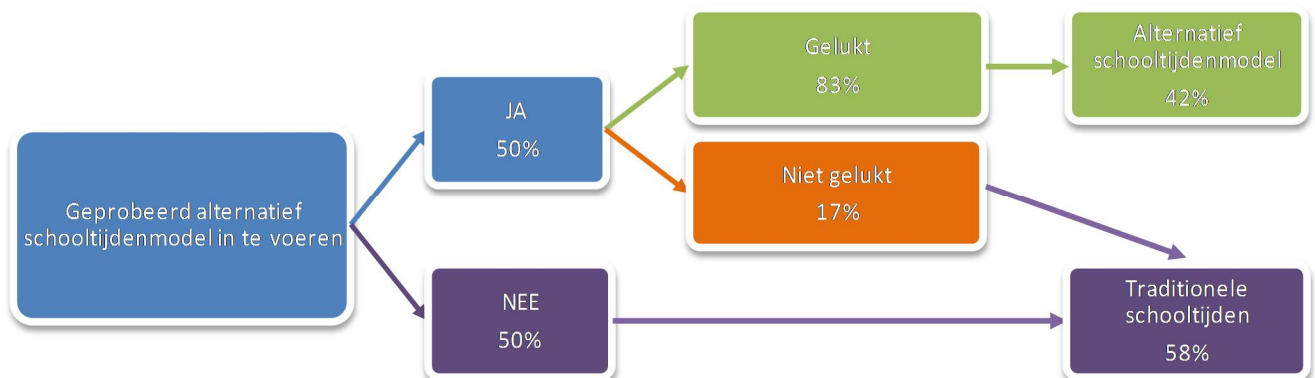 Geprobeerd alternatief
schooltijdenmodel in te voeren
JA
50%
NEE
50%
Gelukt
83%
Niet gelukt
17%
Alternatief
schooltijdenmodel
42%
Traditionele
schooltijden
58%